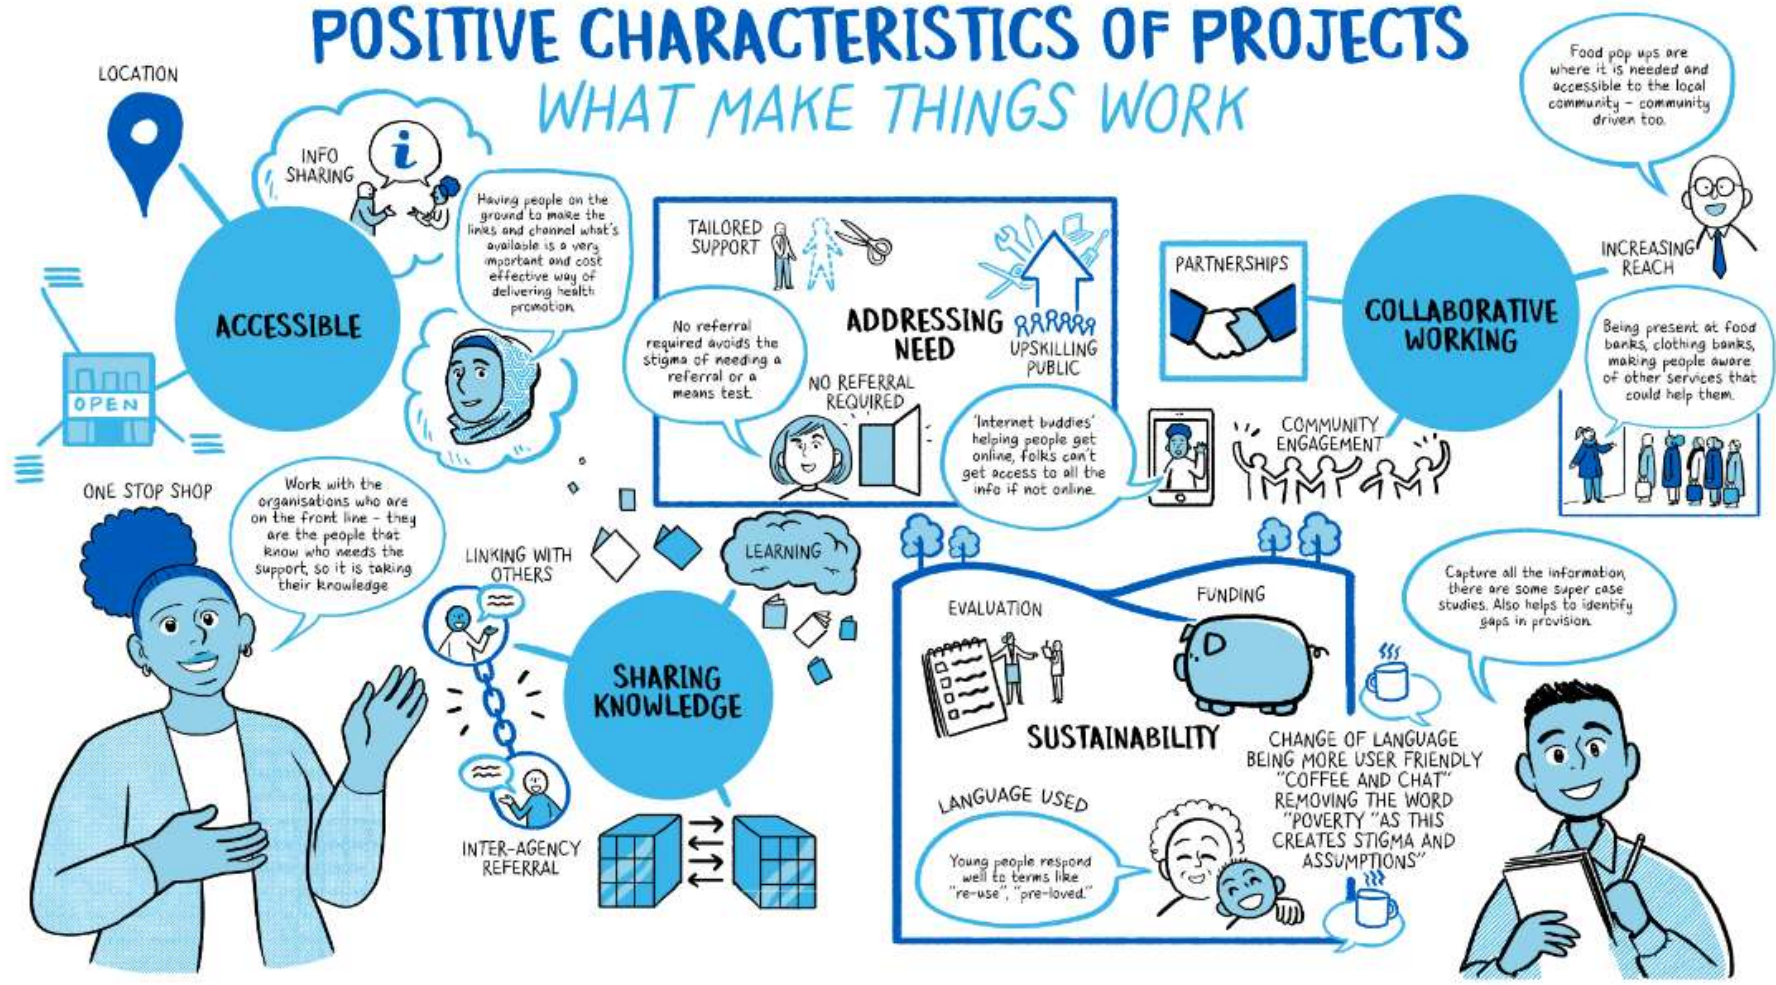 POSITIVE CHARACTERISTICS OF PROJECTS
WHAT MAKE THINGS WORK
LOCATION
INFO
SHARING
i
Having people on the
ground to make the
links and channel what's
available is a very
important and cost
effective way of
delivering health
promotion.
ACCESSIBLE
OPEN
ONE STOP SHOP
Work with the
organisations who are
on the front line - they
are the people that
know who needs the
support, so it is taking
their knowledge
TAILORED
SUPPORT
ADDRESSING
NEED
UPSKILLING
PUBLIC
No referral
required avoids the
stigma of needing a
referral or a
means test.
NO REFERRAL
REQUIRED
'Internet buddies'
helping people get
online, folks can't
get access to all the
info if not online.
Food pop ups are
where it is needed and
accessible to the local
community - community
driven too.
PARTNERSHIPS
COLLABORATIVE
WORKING
INCREASING
REACH
Being present at food
banks, clothing banks,
making people aware
of other services that
could help them.
COMMUNITY
ENGAGEMENT
LINKING WITH
OTHERS
LEARNING
SHARING
KNOWLEDGE
INTER-AGENCY
REFERRAL
EVALUATION
FUNDING
SUSTAINABILITY
LANGUAGE USED
Young people respond
well to terms like
"re-use", "pre-loved."
CHANGE OF LANGUAGE
BEING MORE USER FRIENDLY
"COFFEE AND CHAT"
REMOVING THE WORD
"POVERTY "AS THIS
CREATES STIGMA AND
ASSUMPTIONS"
Capture all the information,
there are some super case
studies. Also helps to identify
gaps in provision.